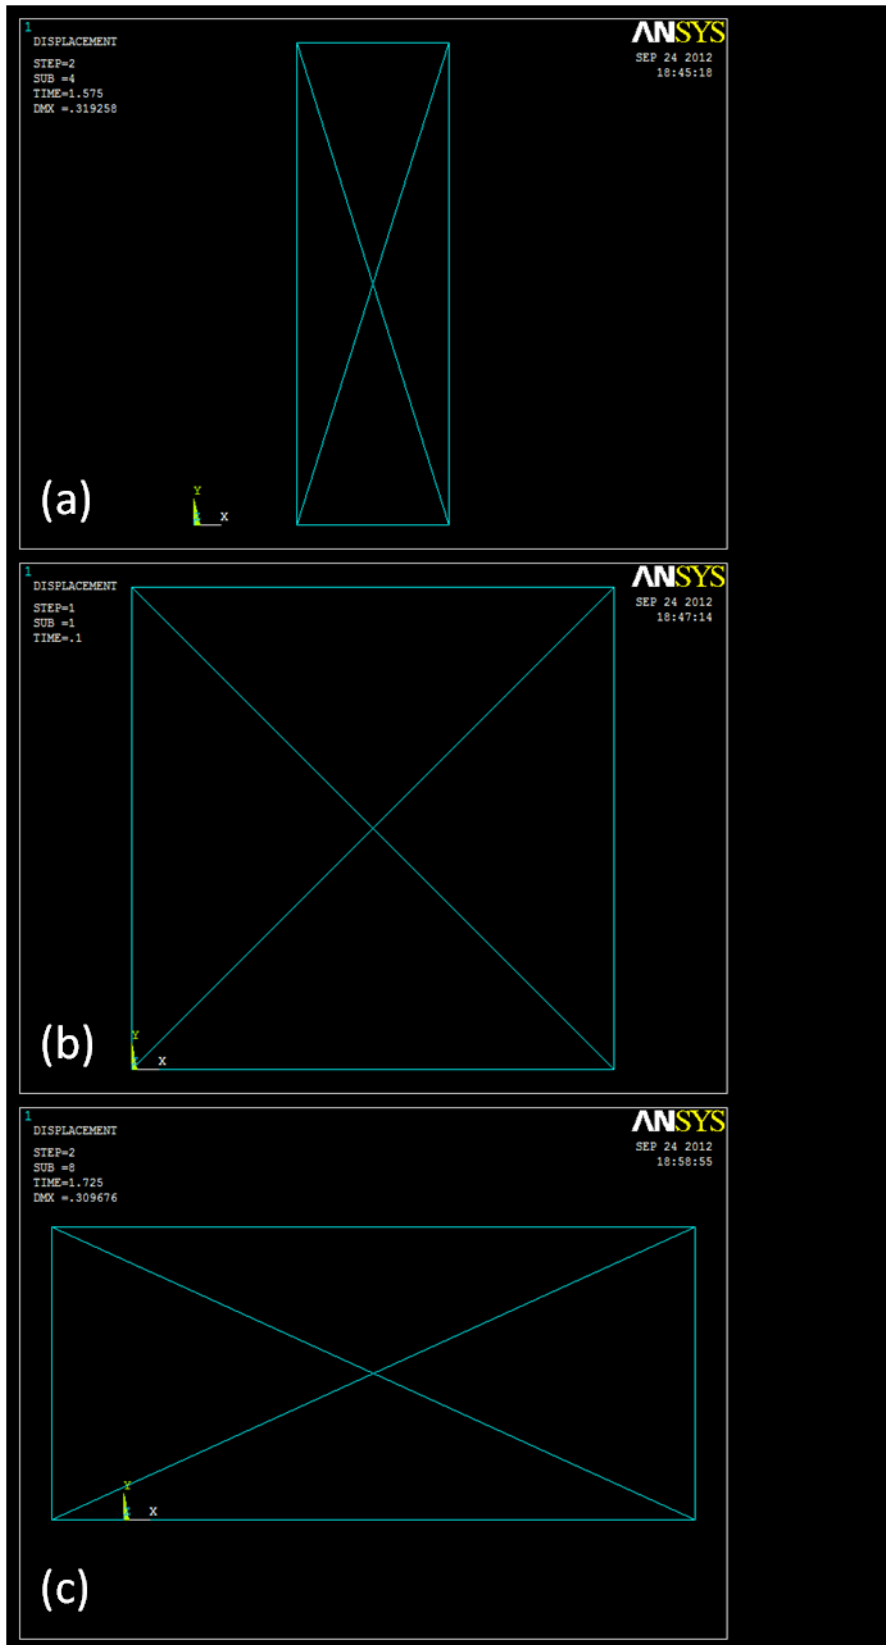 1
DISPLACEMENT
STEP=2
SUB =4
TIME=1.575
DMX =.319258
ANSYS
SEP 24 2012
18:45:18
Y
X
(a)
1
DISPLACEMENT
STEP=1
SUB =1
TIME=.1
ANSYS
SEP 24 2012
18:47:14
Y
X
(b)
1
DISPLACEMENT
STEP=2
SUB =8
TIME=1.725
DMX =.309676
ANSYS
SEP 24 2012
18:58:55
Y
X
(c)